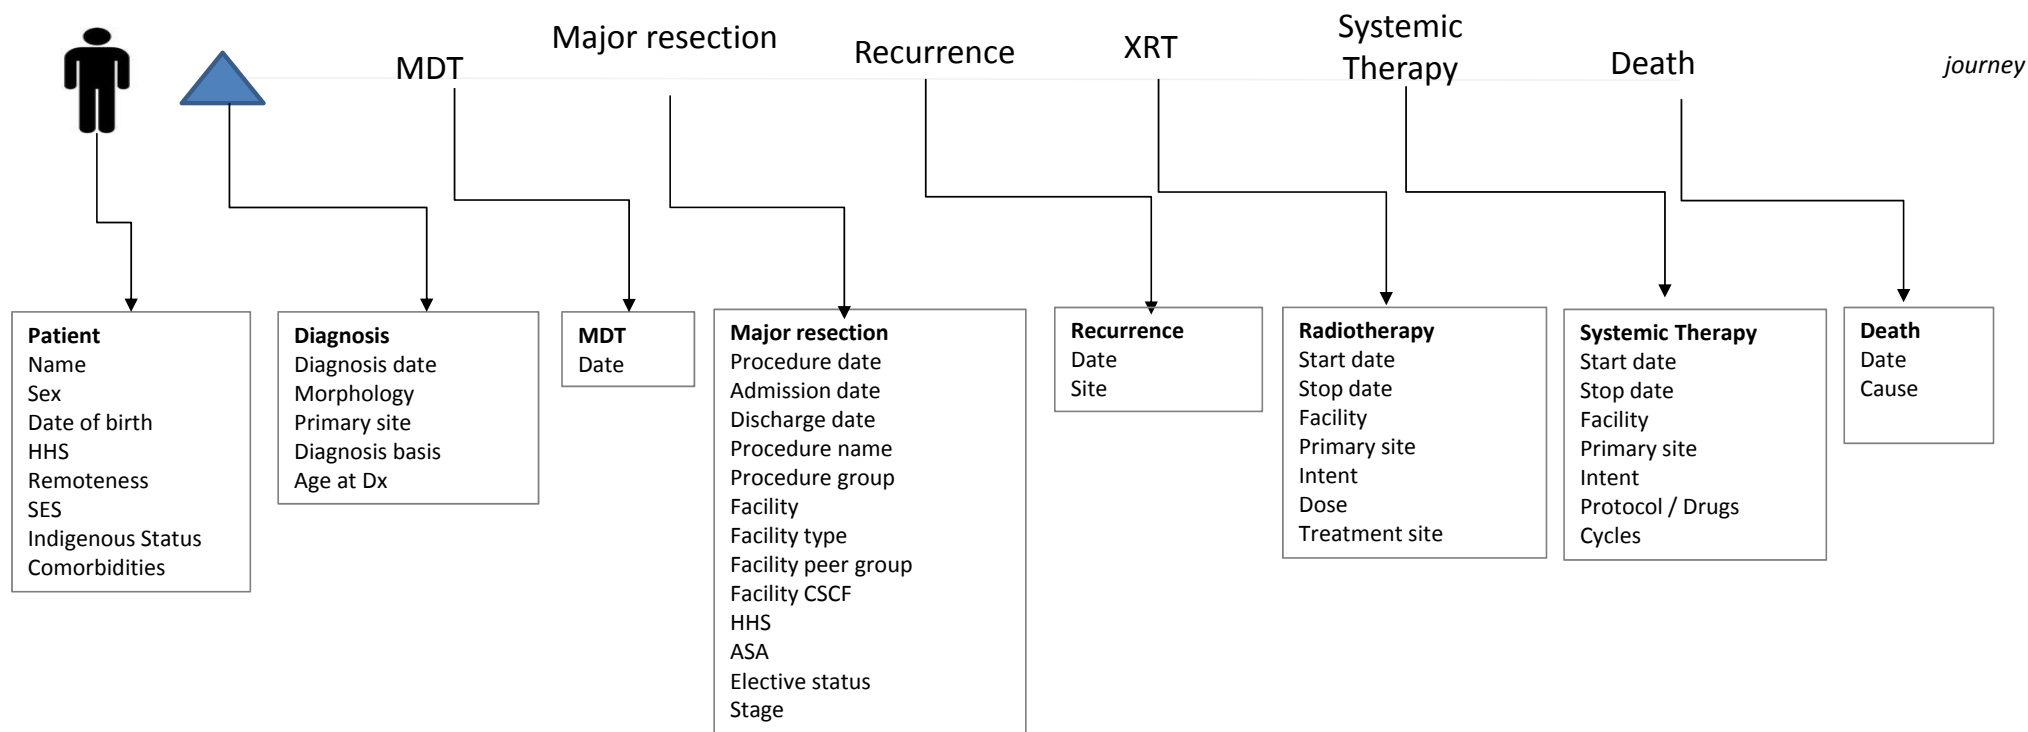 MDT
Major resection
Recurrence
XRT
Systemic
Therapy
Death
journey
Patient
Name
Sex
Date of birth
HHS
Remoteness
SES
Indigenous Status
Comorbidities
Diagnosis
Diagnosis date
Morphology
Primary site
Diagnosis basis
Age at Dx
MDT
Date
Major resection
Procedure date
Admission date
Discharge date
Procedure name
Procedure group
Facility
Facility type
Facility peer group
Facility CSCF
HHS
ASA
Elective status
Stage
Recurrence
Date
Site
Radiotherapy
Start date
Stop date
Facility
Primary site
Intent
Dose
Treatment site
Systemic Therapy
Start date
Stop date
Facility
Primary site
Intent
Protocol / Drugs
Cycles
Death
Date
Cause